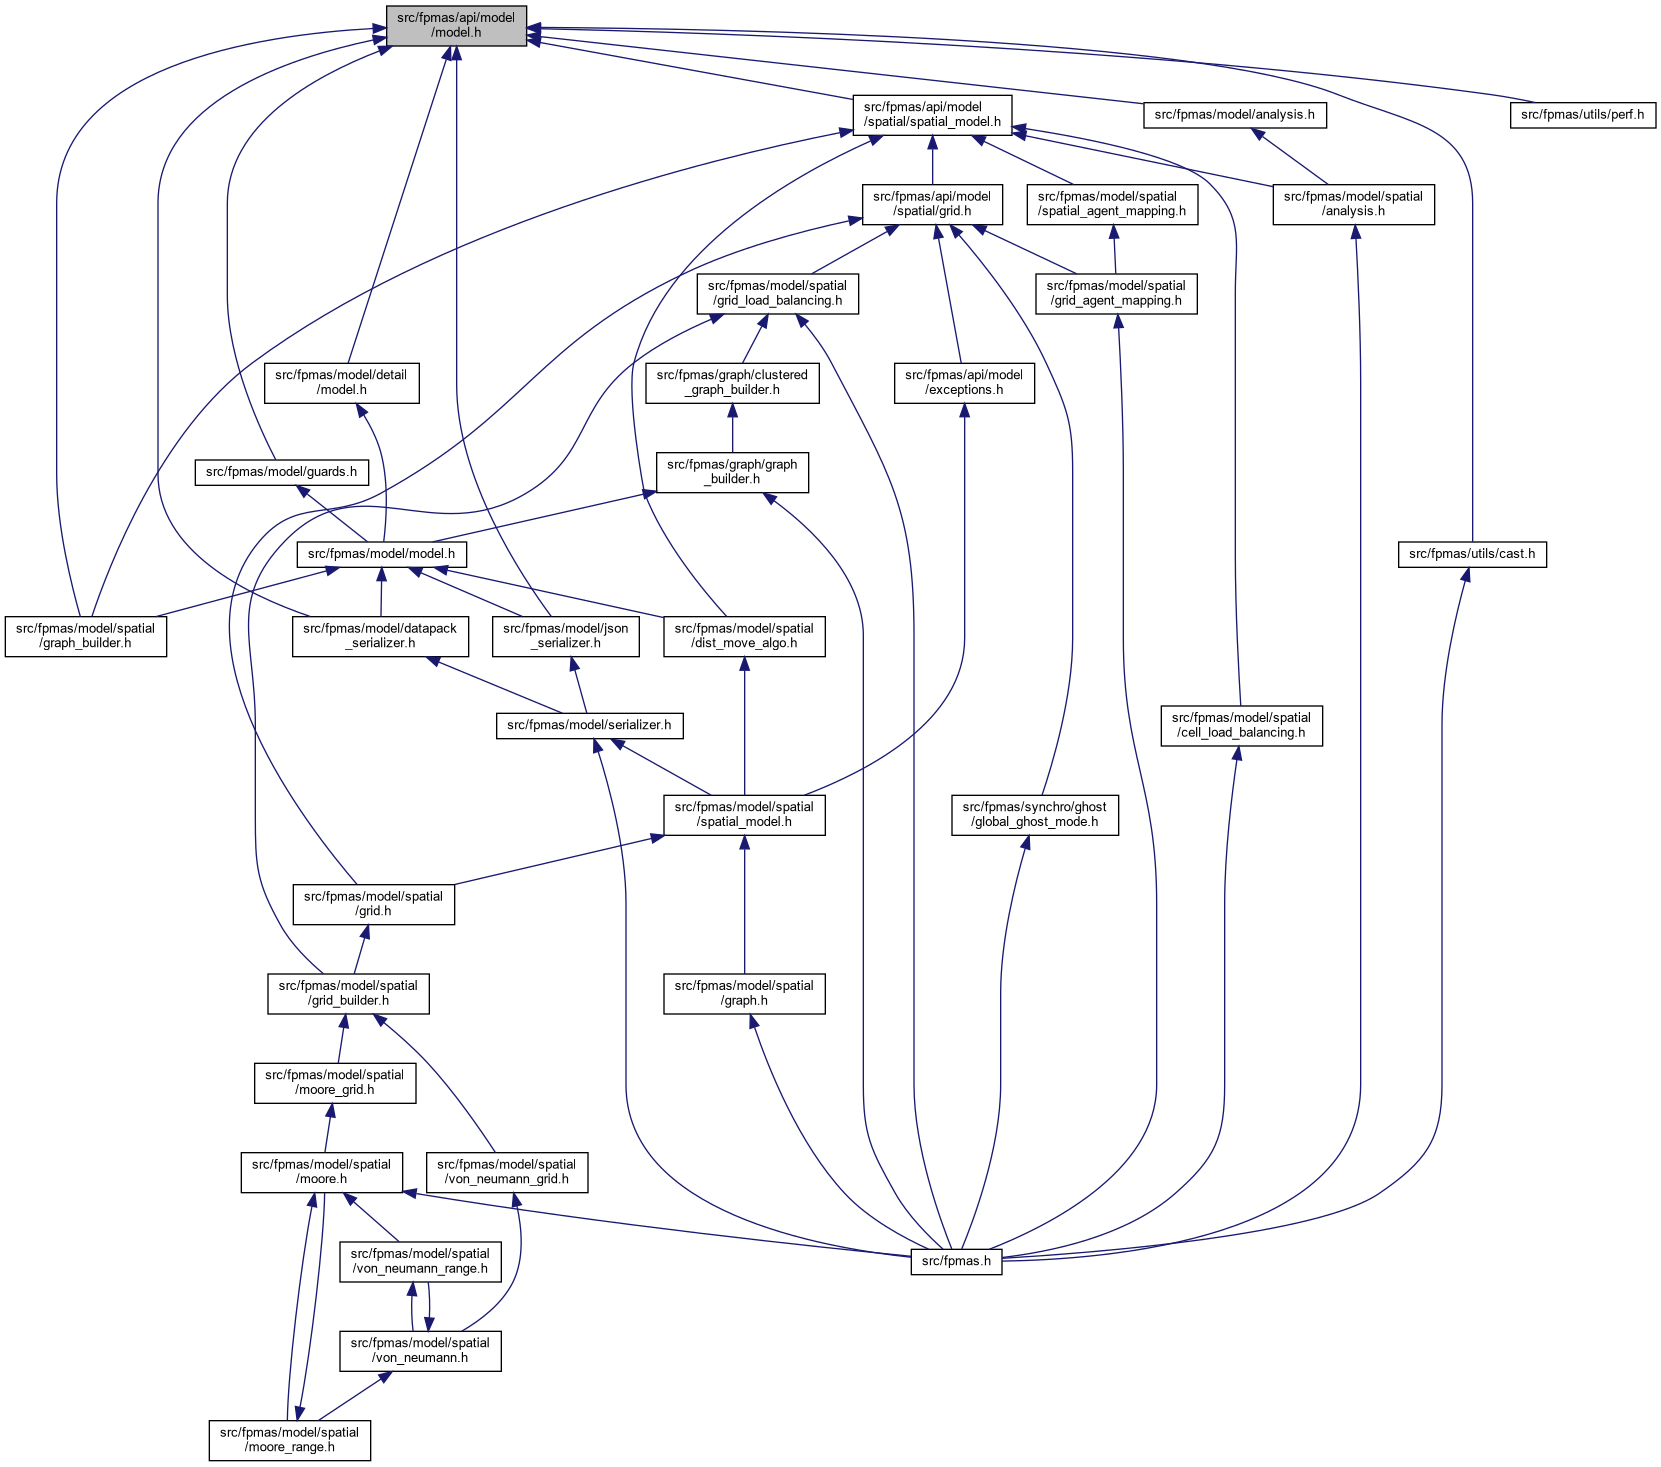 src/fpmas/api/model
/model.h
src/fpmas/api/model
/spatial/spatial_model.h
src/fpmas/model/analysis.h
src/fpmas/utils/perf.h
src/fpmas/api/model
/spatial/grid.h
src/fpmas/model/spatial
/spatial_agent_mapping.h
src/fpmas/model/spatial
/analysis.h
src/fpmas/model/spatial
/grid_load_balancing.h
src/fpmas/model/spatial
/grid_agent_mapping.h
src/fpmas/model/detail
/model.h
src/fpmas/graph/clustered
_graph_builder.h
src/fpmas/api/model
/exceptions.h
src/fpmas/model/guards.h
src/fpmas/graph/graph
_builder.h
src/fpmas/model/model.h
src/fpmas/utils/cast.h
src/fpmas/model/spatial
/graph_builder.h
src/fpmas/model/datapack
_serializer.h
src/fpmas/model/json
_serializer.h
src/fpmas/model/spatial
/dist_move_algo.h
src/fpmas/model/serializer.h
src/fpmas/model/spatial
/cell_load_balancing.h
src/fpmas/model/spatial
/spatial_model.h
src/fpmas/synchro/ghost
/global_ghost_mode.h
src/fpmas/model/spatial
/grid.h
src/fpmas/model/spatial
/grid_builder.h
src/fpmas/model/spatial
/graph.h
src/fpmas/model/spatial
/moore_grid.h
src/fpmas/model/spatial
/moore.h
src/fpmas/model/spatial
/von_neumann_grid.h
src/fpmas/model/spatial
/von_neumann_range.h
src/fpmas.h
src/fpmas/model/spatial
/von_neumann.h
src/fpmas/model/spatial
/moore_range.h